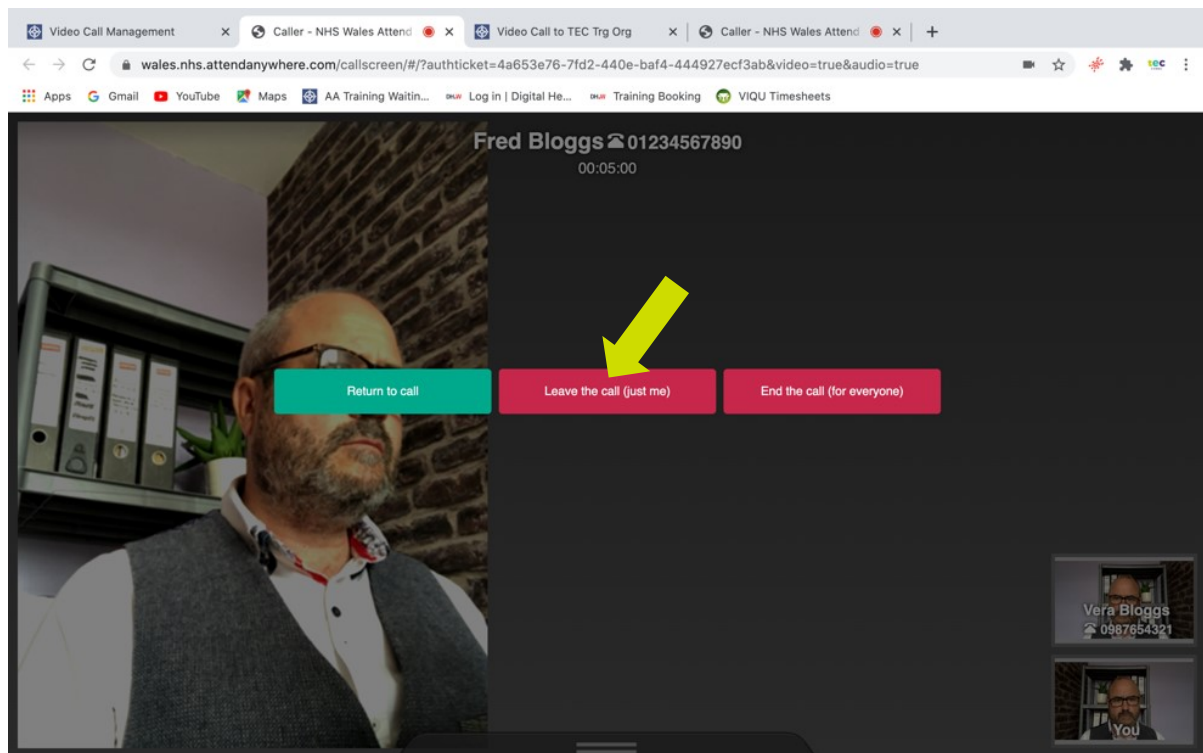 Video Call Management
Caller - NHS Wales Attend
Video Call to TEC Trg Org
Caller - NHS Wales Attend
wales.nhs.attendanywhere.com/callscreen/#/?authticket=4a653e76-7fd2-440e-baf4-444927ecf3ab&video=true&audio=true
tec
Apps
Gmail
YouTube
Maps
AA Training Waitin...
DHCW Log in | Digital He...
DHCW Training Booking
VIQU Timesheets
Fred Bloggs 01234567890
00:05:00
Return to call
Leave the call (just me)
End the call (for everyone)
Vera Bloggs
0987654321
You